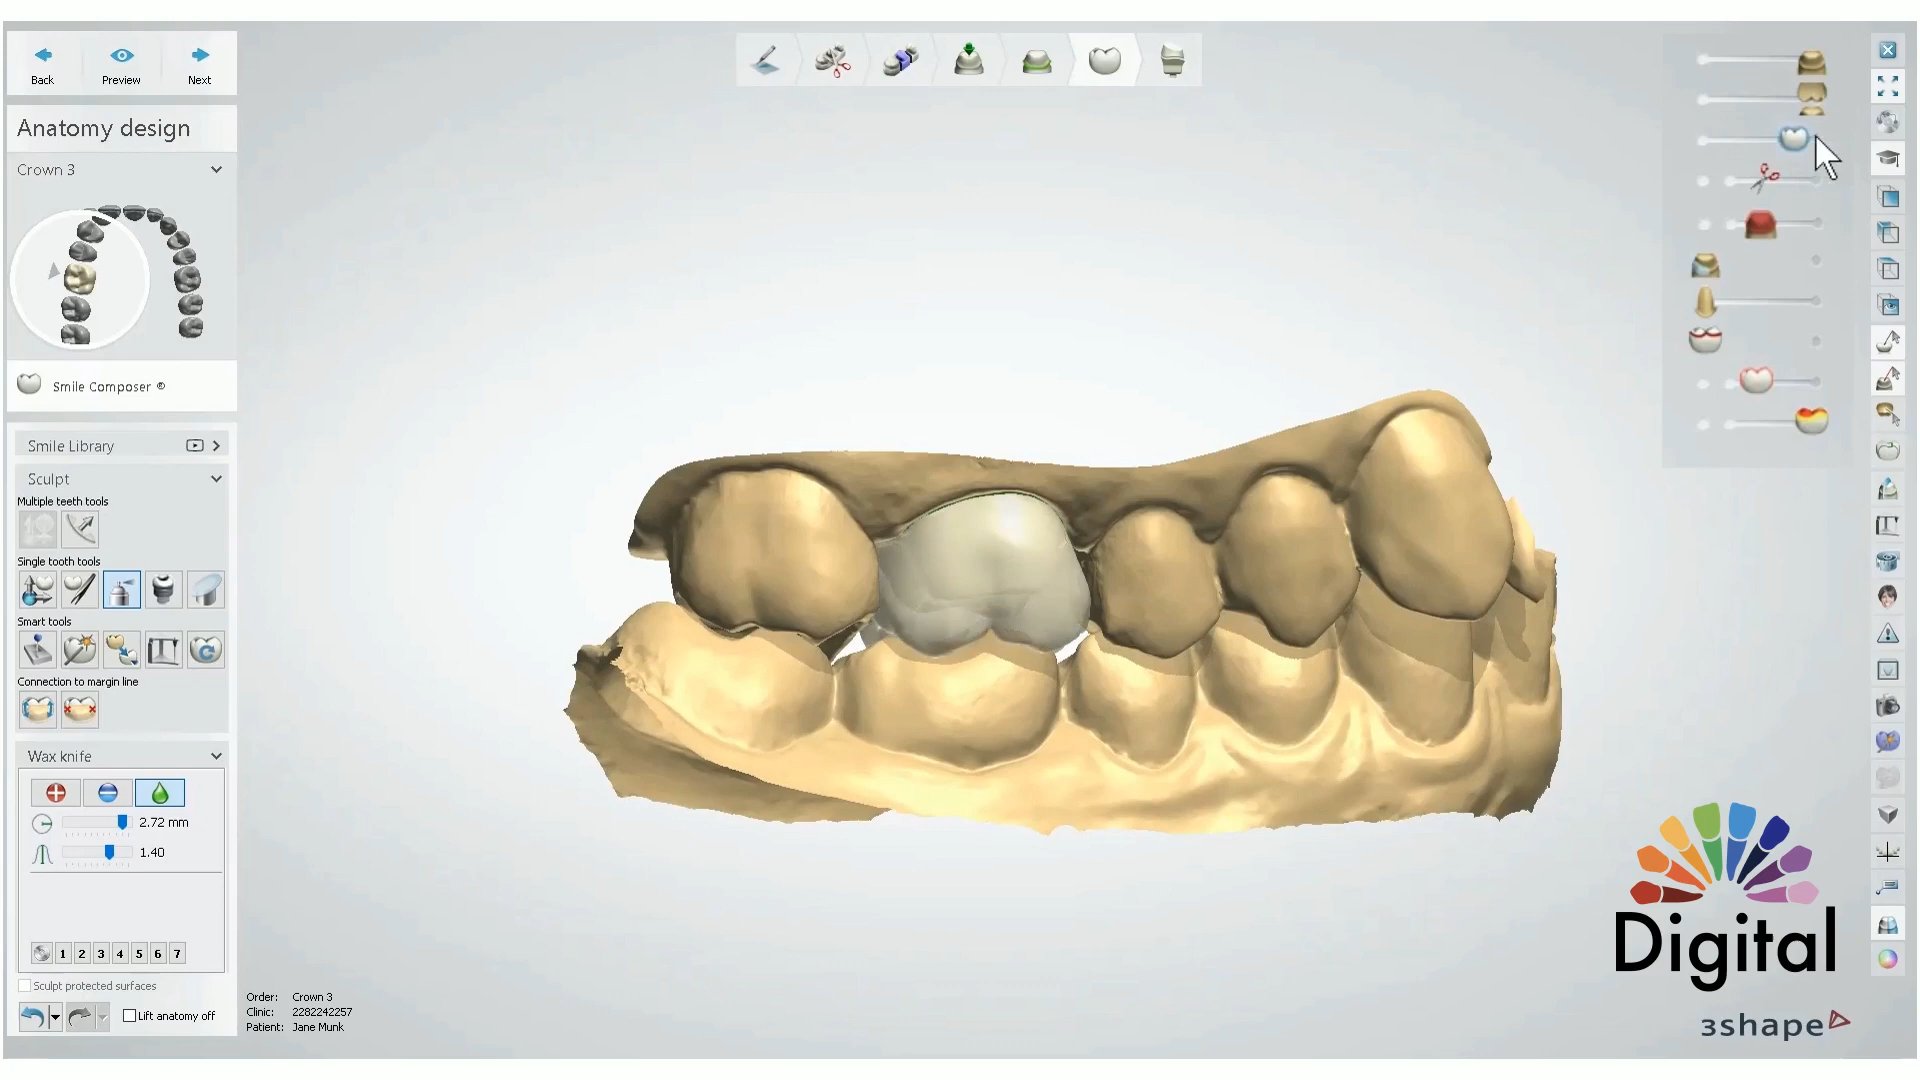 Back
Preview
Next
Anatomy design
Crown 3
Smile Composer ®
Smile Library
Sculpt
Multiple teeth tools
Single tooth tools
Smart tools
Connection to margin line
Wax knife
2.72 mm
1.40
1 2 3 4 5 6 7
Sculpt protected surfaces
Lift anatomy off
Order: Crown 3
Clinic: 2282242257
Patient: Jane Munk
Digital
3shape